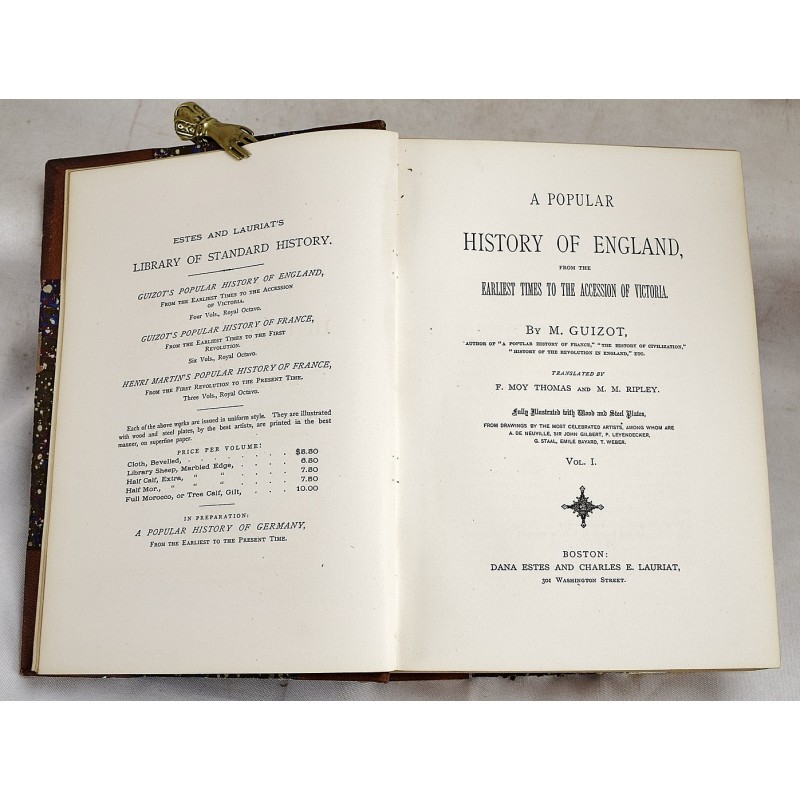 ESTES AND LAURIAT'S
LIBRARY OF STANDARD HISTORY.
GUIZOT'S POPULAR HISTORY OF ENGLAND,
FROM THE EARLIEST TIMES TO THE ACCESSION
OF VICTORIA.
Four Vols., Royal Octavo.
GUIZOT'S POPULAR HISTORY OF FRANCE,
FROM THE EARLIEST TIMES TO THE FIRST
REVOLUTION.
Six Vols., Royal Octavo.
HENRI MARTIN'S POPULAR HISTORY OF FRANCE,
FROM THE FIRST REVOLUTION TO THE PRESENT TIME.
Three Vols., Royal Octavo.
Each of the above works are issued in uniform style. They are illustrated
with wood and steel plates, by the best artists, are printed in the best
manner, on superfine paper.
PRICE PER VOLUME:
Cloth, Bevelled, . . . . . . $5.50
Library Sheep, Marbled Edge, . . . . 6.50
Half Calf, Extra, " " . . . . 7.50
Half Mor., " " " . . . . 7.50
Full Morocco, or Tree Calf, Gilt, . . . . 10.00
IN PREPARATION:
A POPULAR HISTORY OF GERMANY,
FROM THE EARLIEST TO THE PRESENT TIME.
A POPULAR
HISTORY OF ENGLAND,
FROM THE
EARLIEST TIMES TO THE ACCESSION OF VICTORIA.
BY M. GUIZOT,
AUTHOR OF "A POPULAR HISTORY OF FRANCE," "THE HISTORY OF CIVILIZATION,"
"HISTORY OF THE REVOLUTION IN ENGLAND," ETC.
TRANSLATED BY
F. MOY THOMAS AND M. M. RIPLEY.
Fully Illustrated with Wood and Steel Plates,
FROM DRAWINGS BY THE MOST CELEBRATED ARTISTS, AMONG WHOM ARE
A. DE NEUVILLE, SIR JOHN GILBERT, P. LEYENDECKER,
G. STAAL, EMILE BAYARD, T. WEBER.
VOL. I.
BOSTON:
DANA ESTES AND CHARLES E. LAURIAT,
301 WASHINGTON STREET.